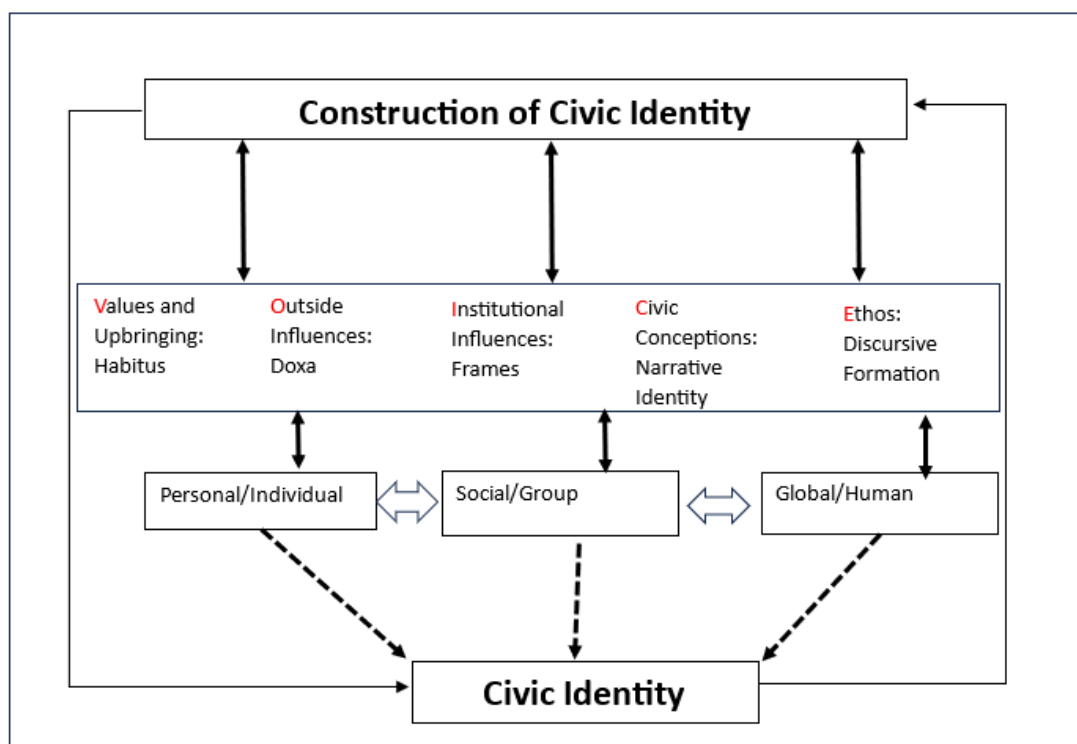 Construction of Civic Identity
Values and
Upbringing:
Habitus
Outside
Influences:
Doxa
Institutional
Influences:
Frames
Civic
Conceptions:
Narrative
Identity
Ethos:
Discursive
Formation
Personal/Individual
Social/Group
Global/Human
Civic Identity